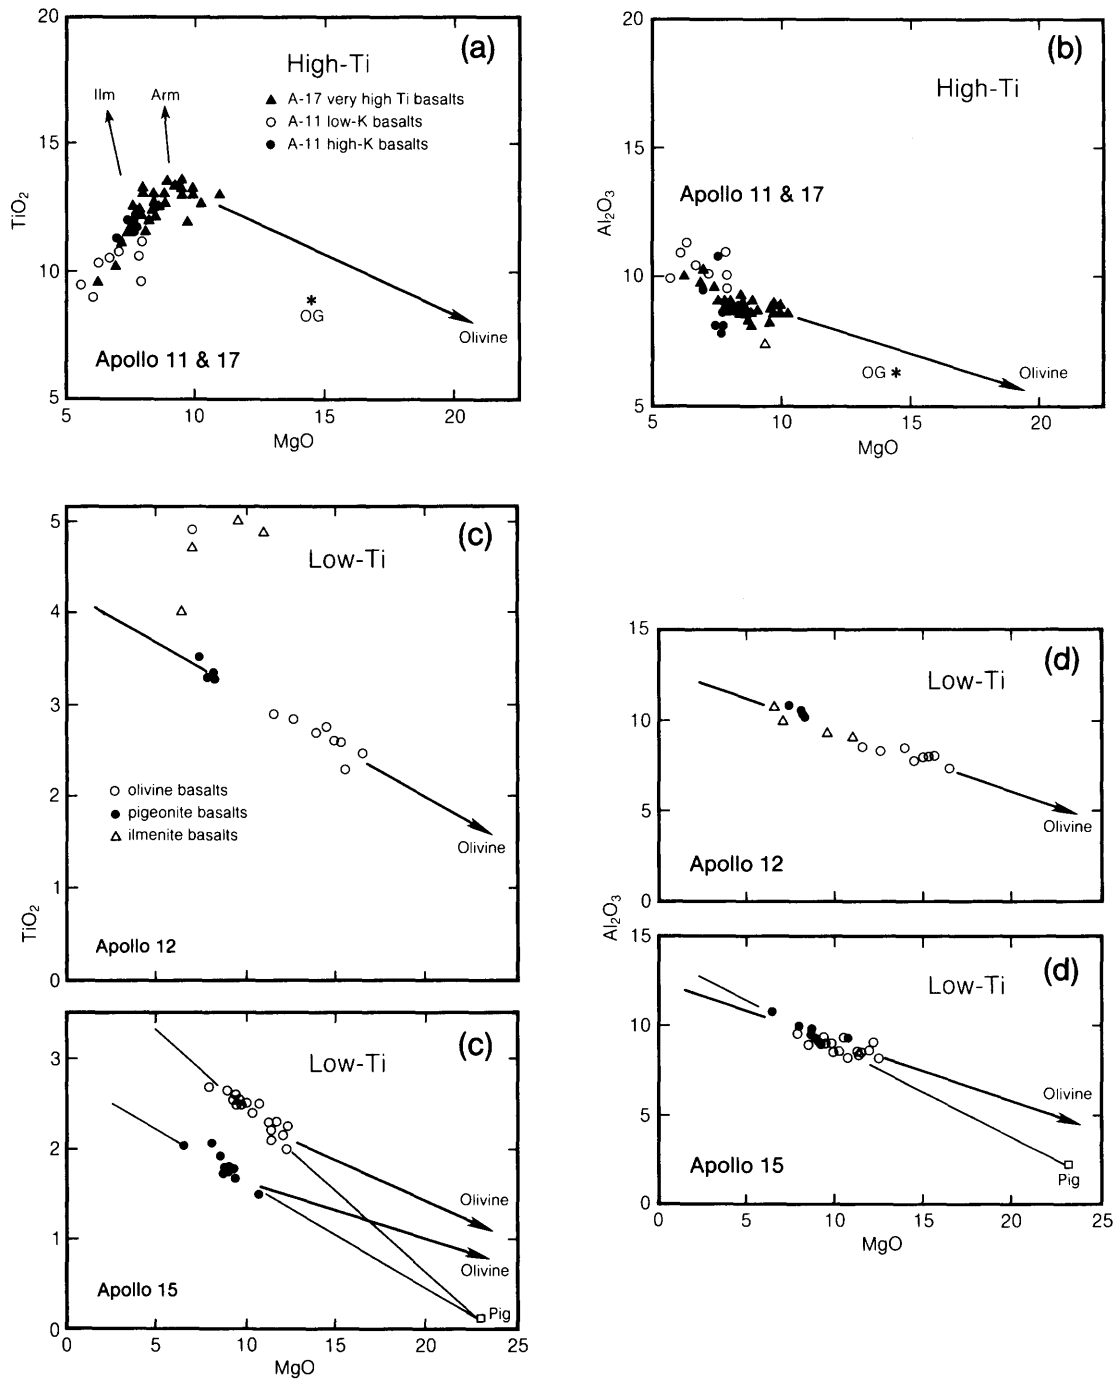 (a)
High-Ti
Ilm
Arm
▲ A-17 very high Ti basalts
○ A-11 low-K basalts
● A-11 high-K basalts
20
15
10
5
TiO₂
*
OG
Olivine
Apollo 11 & 17
5
10
15
20
MgO
(b)
High-Ti
Apollo 11 & 17
20
15
10
5
Al₂O₃
OG *
Olivine
5
10
15
20
MgO
(c)
Low-Ti
5
4
3
2
1
0
TiO₂
○ olivine basalts
● pigeonite basalts
△ ilmenite basalts
Olivine
Apollo 12
(d)
Low-Ti
15
10
5
0
Olivine
Apollo 12
Al₂O₃
(c)
Low-Ti
3
2
1
0
Olivine
Olivine
Pig
Apollo 15
0
5
10
15
20
25
MgO
(d)
Low-Ti
15
10
5
0
Olivine
Pig
Apollo 15
0
5
10
15
20
25
MgO